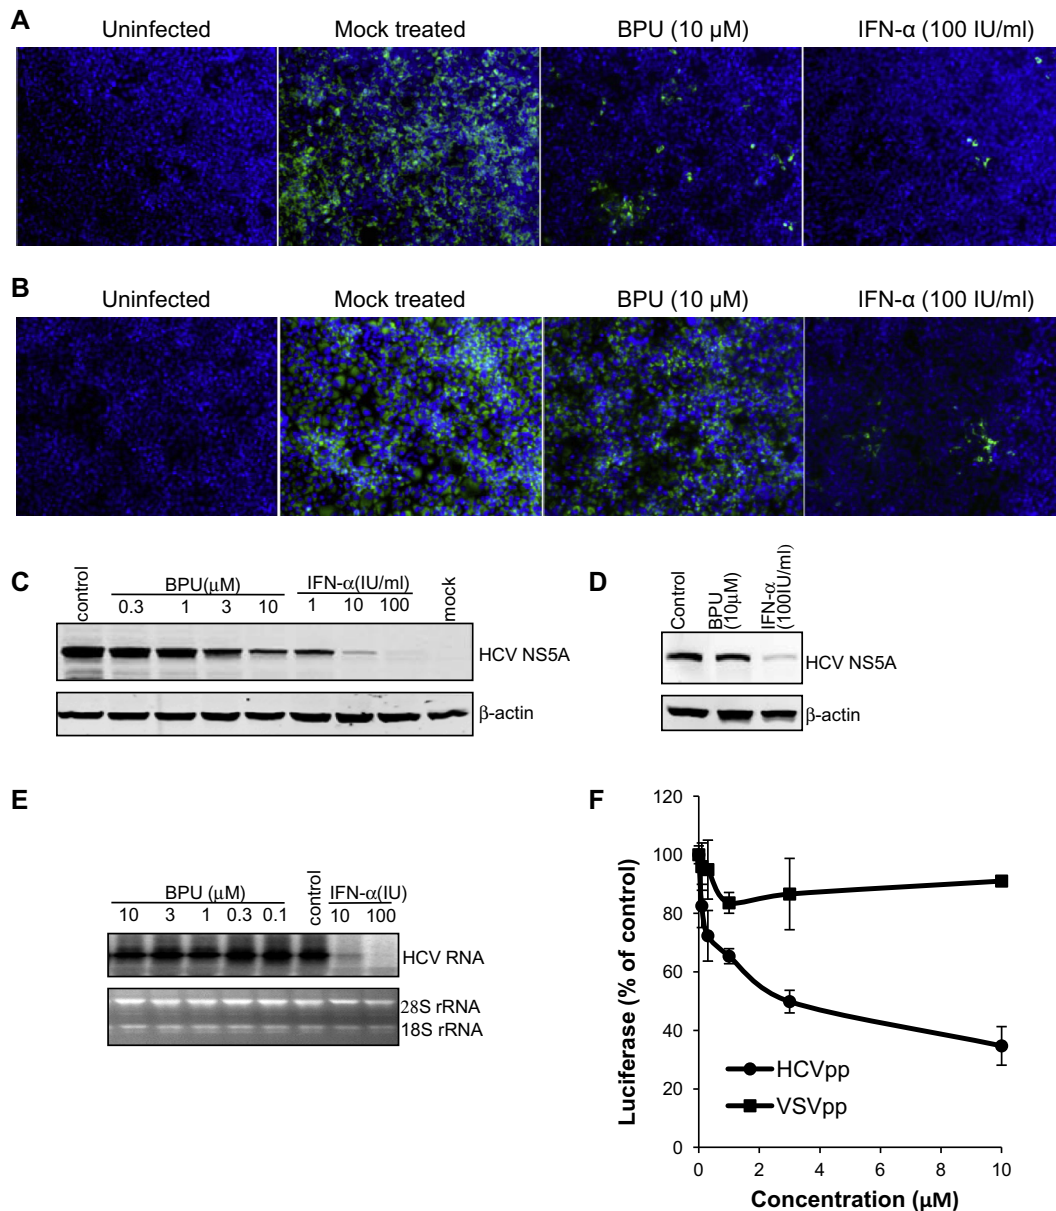 A
Uninfected Mock treated BPU (10 µM) IFN-α (100 IU/ml)
B
Uninfected Mock treated BPU (10 µM) IFN-α (100 IU/ml)
C
control BPU(µM) IFN-α(IU/ml) mock
0.3 1 3 10 1 10 100
HCV NS5A
β-actin
D
Control BPU (10µM) IFN-α (100IU/ml)
HCV NS5A
β-actin
E
BPU (µM) control IFN-α(IU)
10 3 1 0.3 0.1 10 100
HCV RNA
28S rRNA
18S rRNA
F
Luciferase (% of control)
120
100
80
60
40
20
0
HCVpp
VSVpp
0 2 4 6 8 10
Concentration (µM)